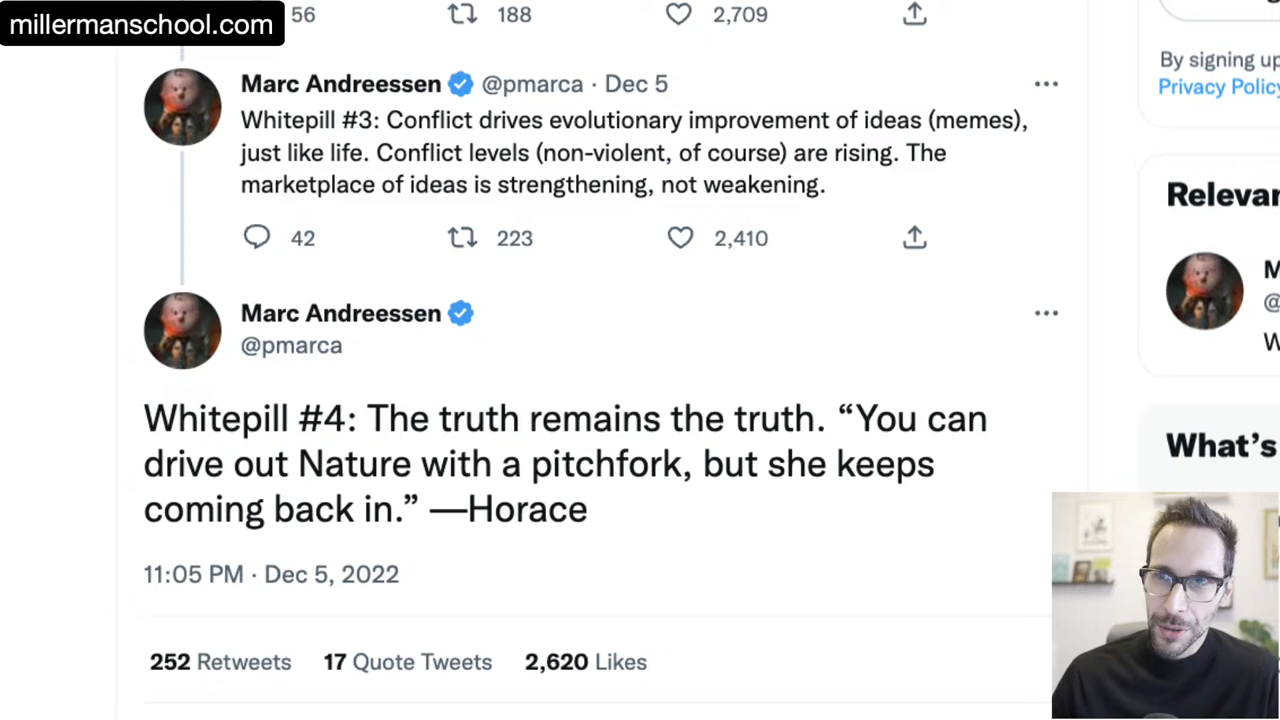 millermanschool.com
56 188 2,709
Marc Andreessen @pmarca · Dec 5
Whitepill #3: Conflict drives evolutionary improvement of ideas (memes),
just like life. Conflict levels (non-violent, of course) are rising. The
marketplace of ideas is strengthening, not weakening.
42 223 2,410
Marc Andreessen
@pmarca
Whitepill #4: The truth remains the truth. “You can
drive out Nature with a pitchfork, but she keeps
coming back in.” —Horace
11:05 PM · Dec 5, 2022
252 Retweets 17 Quote Tweets 2,620 Likes
By signing up
Privacy Policy
Relevan
M
@
W
What’s